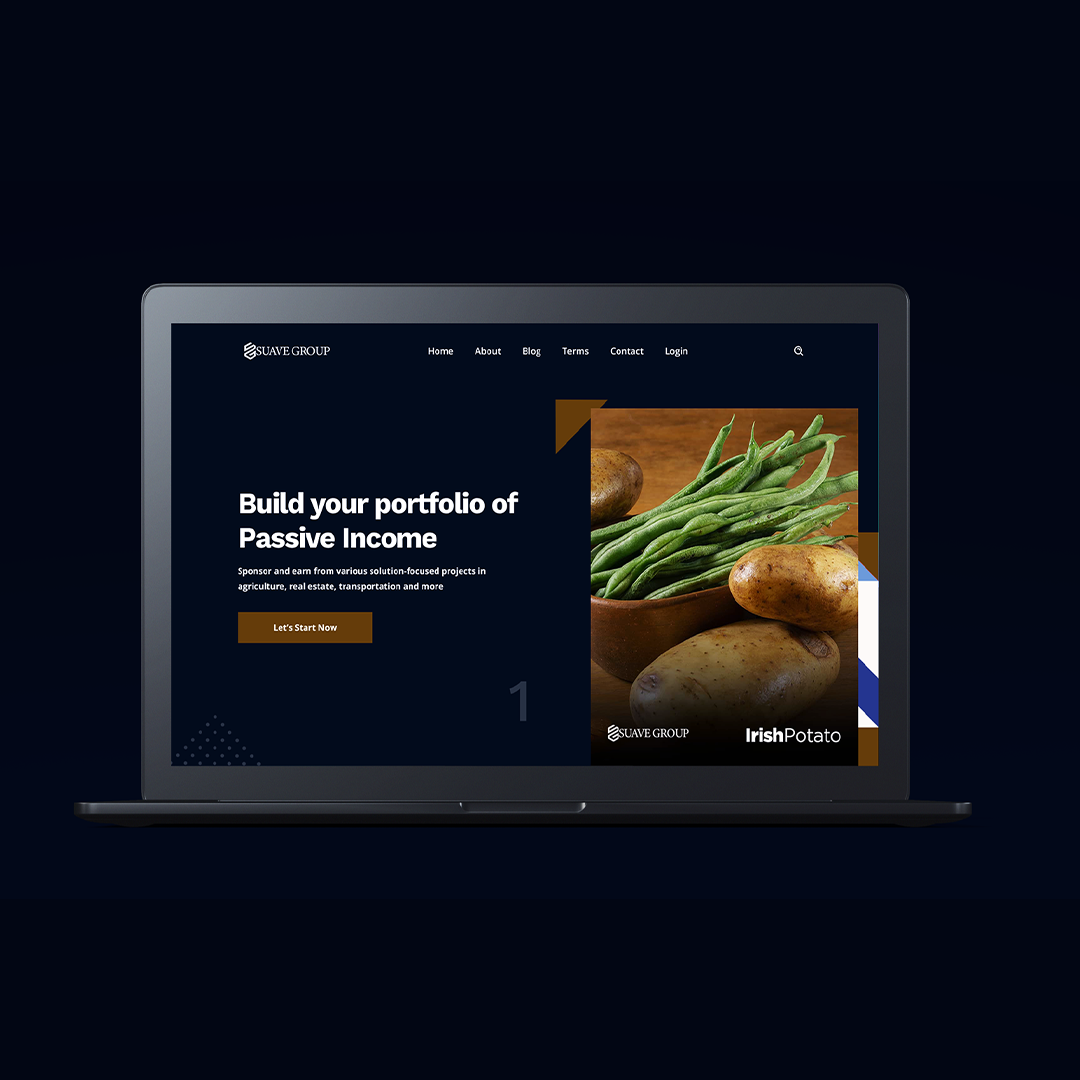 SUAVE GROUP
Home About Blog Terms Contact Login
Build your portfolio of
Passive Income
Sponsor and earn from various solution-focused projects in
agriculture, real estate, transportation and more
Let's Start Now
1
SUAVE GROUP
IrishPotato